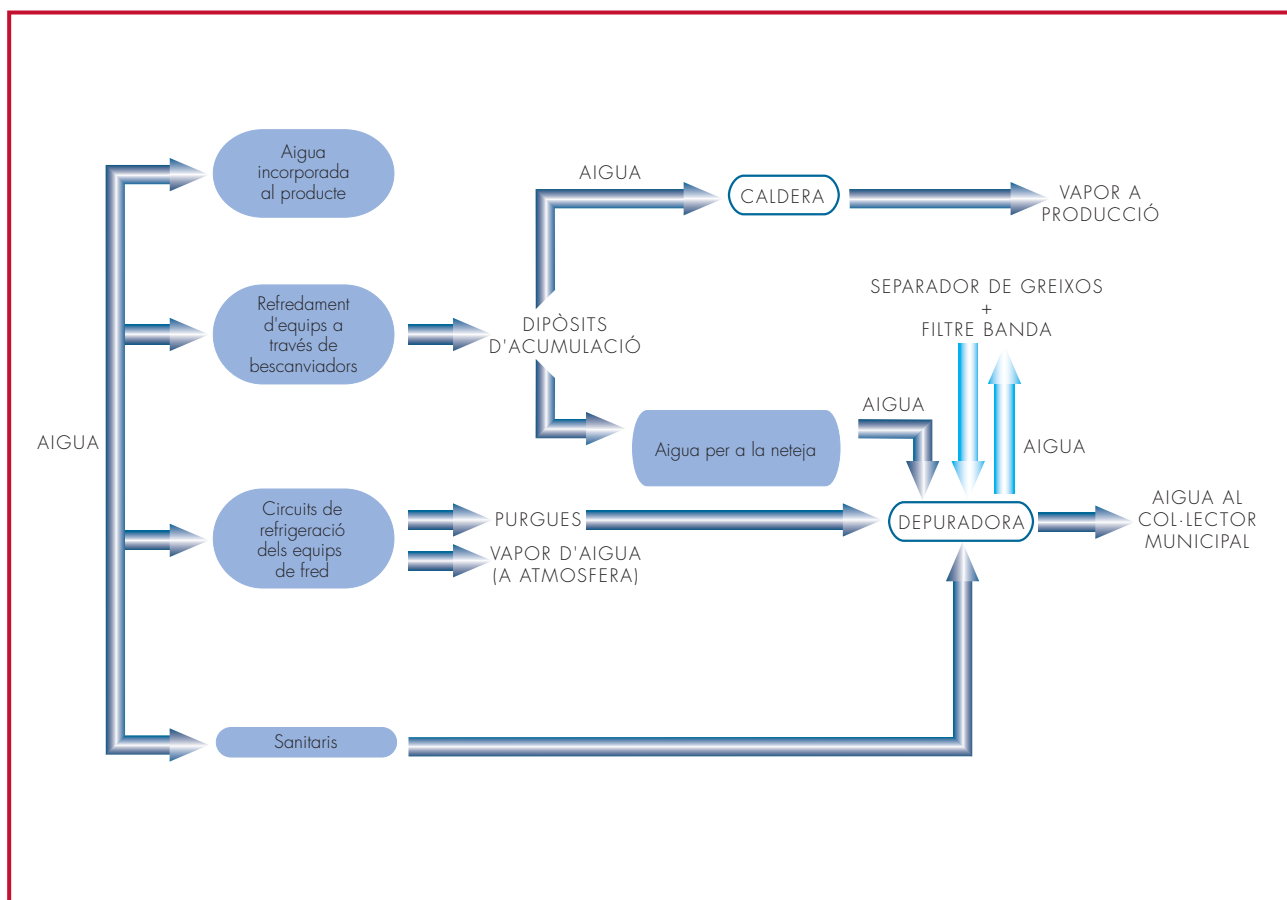 Aigua
incorporada
al producte
AIGUA
CALDERA
VAPOR A
PRODUCCIÓ
Refredament
d'equips a
través de
bescanviadors
DIPÒSITS
D'ACUMULACIÓ
SEPARADOR DE GREIXOS
+
FILTRE BANDA
AIGUA
Aigua per a la neteja
AIGUA
AIGUA
Circuits de
refrigeració
dels equips
de fred
PURGUES
VAPOR D'AIGUA
(A ATMOSFERA)
DEPURADORA
AIGUA AL
COL·LECTOR
MUNICIPAL
Sanitaris